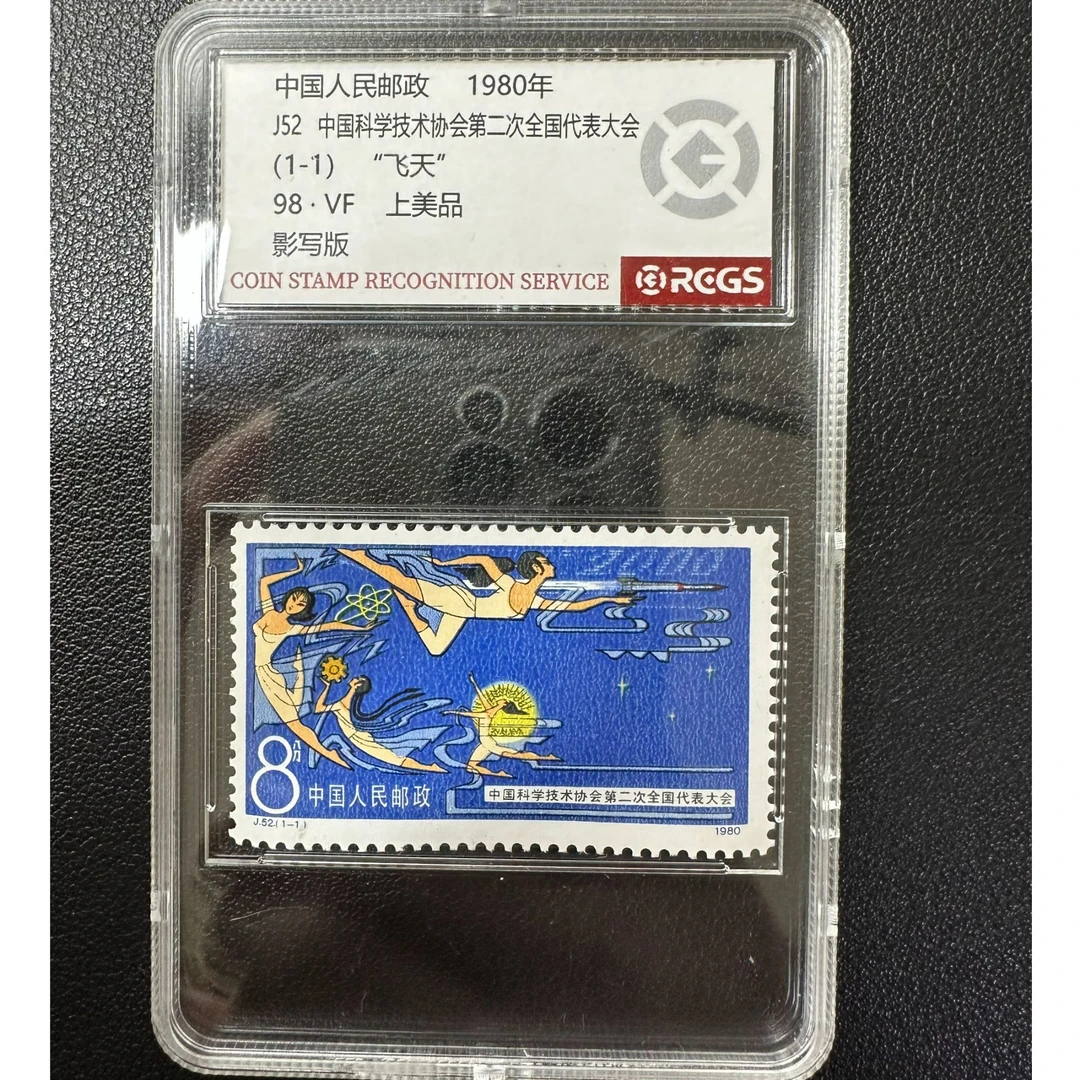 中国人民邮政 1980年
J52 中国科学技术协会第二次全国代表大会
(1-1) “飞天”
98·VF 上美品
影写版
COIN STAMP RECOGNITION SERVICE
RCGS
8八分
中国人民邮政
中国科学技术协会第二次全国代表大会
J.52.(1-1)
1980